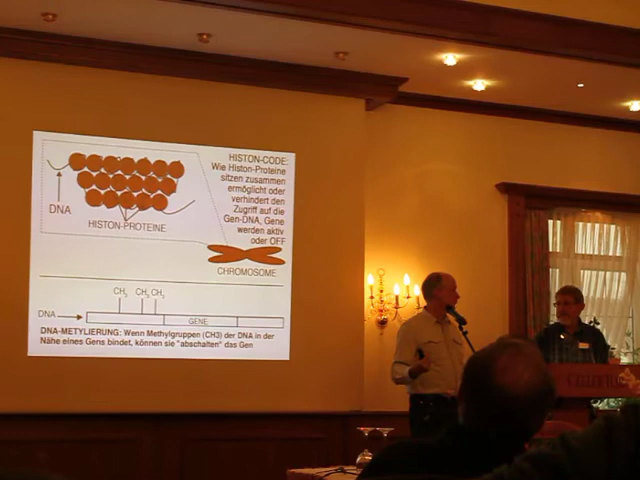 HISTON-CODE:
Wie Histon-Proteine
sitzen zusammen
ermöglicht oder
verhindert den
Zugriff auf die
Gen-DNA, Gene
werden aktiv
oder OFF
DNA
HISTON-PROTEINE
CHROMOSOME
CH3 CH3 CH3
DNA
GENE
DNA-METYLIERUNG: Wenn Methylgruppen (CH3) der DNA in der
Nähe eines Gens bindet, können sie "abschalten" das Gen